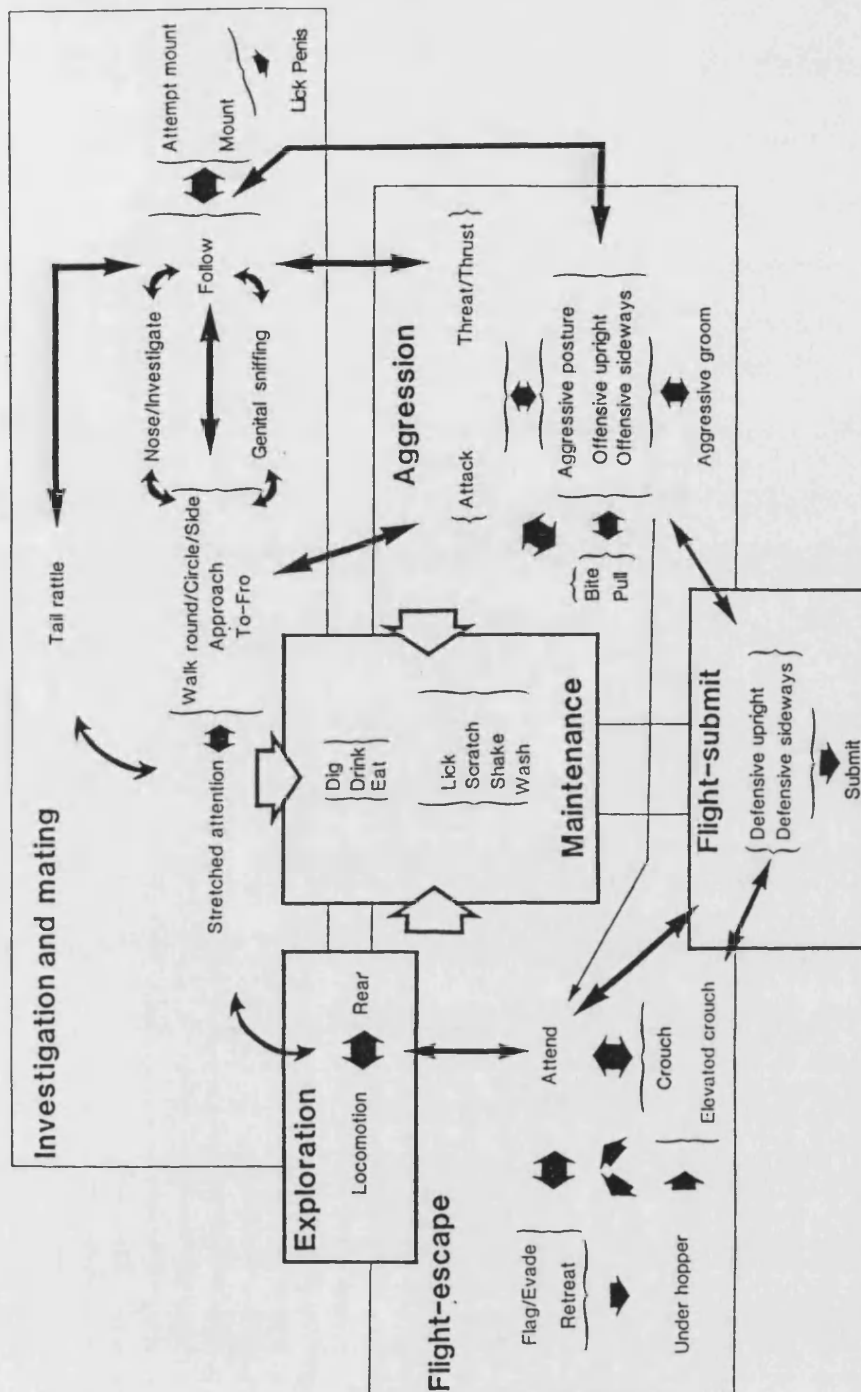 Investigation and mating
Tail rattle
Stretched attention
Walk round/Circle/Side
Approach
To-Fro
Nose/Investigate
Follow
Genital sniffing
Attempt mount
Mount
Lick Penis
Exploration
Locomotion
Rear
Dig
Drink
Eat
Lick
Scratch
Shake
Wash
Maintenance
Aggression
Attack
Threat/Thrust
Bite
Pull
Aggressive posture
Offensive upright
Offensive sideways
Aggressive groom
Flight-escape
Flag/Evade
Retreat
Attend
Under hopper
Crouch
Elevated crouch
Flight-submit
Defensive upright
Defensive sideways
Submit